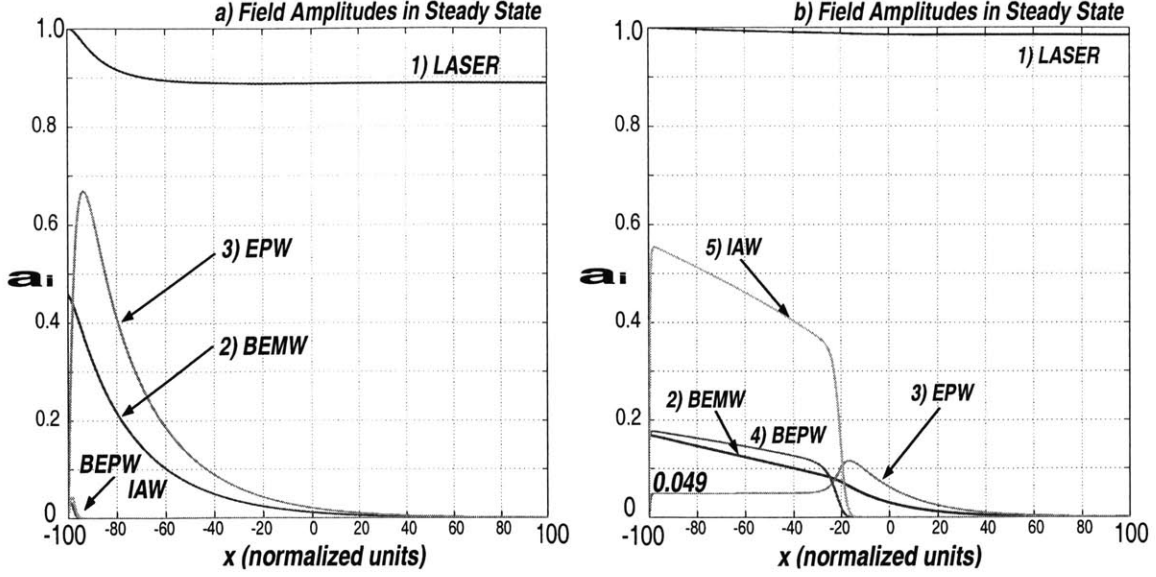 a) Field Amplitudes in Steady State
1.0
0.8
0.6
0.4
0.2
0
ai
1) LASER
3) EPW
2) BEMW
BEPW
IAW
-100 -80 -60 -40 -20 0 20 40 60 80 100
x (normalized units)
b) Field Amplitudes in Steady State
1.0
0.8
0.6
0.4
0.2
0
ai
1) LASER
5) IAW
2) BEMW
4) BEPW
3) EPW
0.049
-100 -80 -60 -40 -20 0 20 40 60 80 100
x (normalized units)